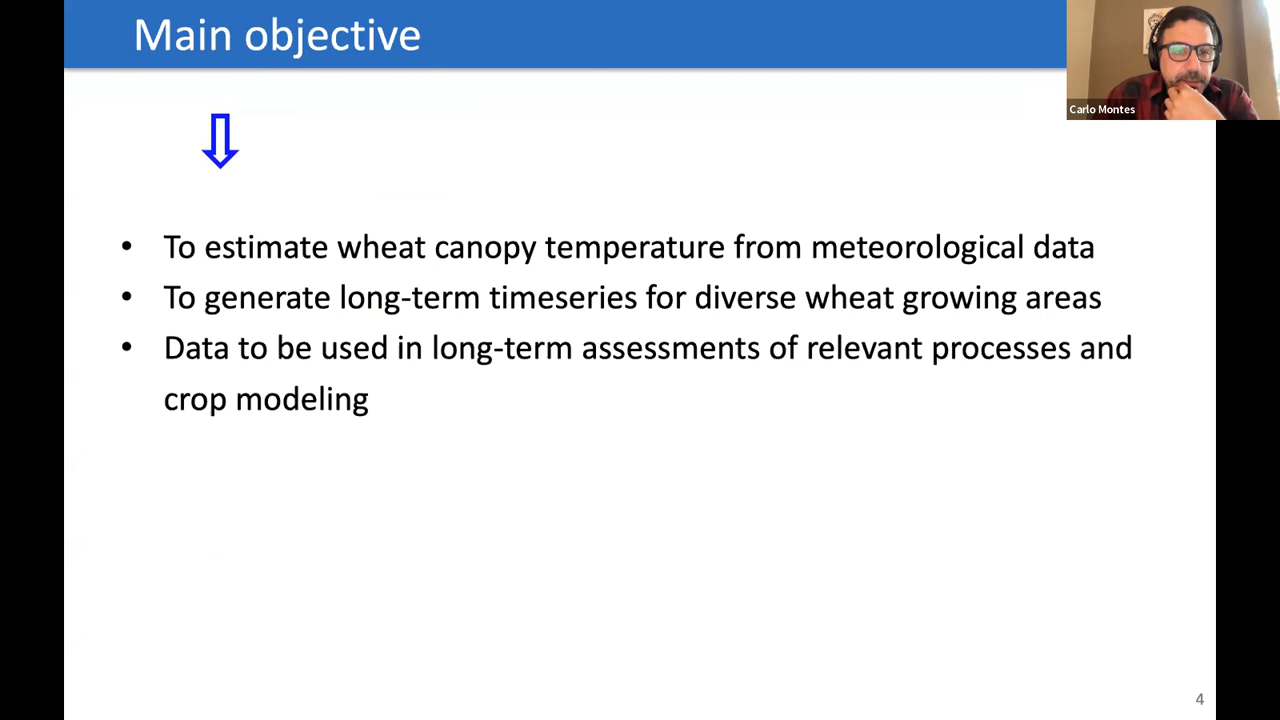 Main objective
Carlo Montes
• To estimate wheat canopy temperature from meteorological data
• To generate long-term timeseries for diverse wheat growing areas
• Data to be used in long-term assessments of relevant processes and
crop modeling
4